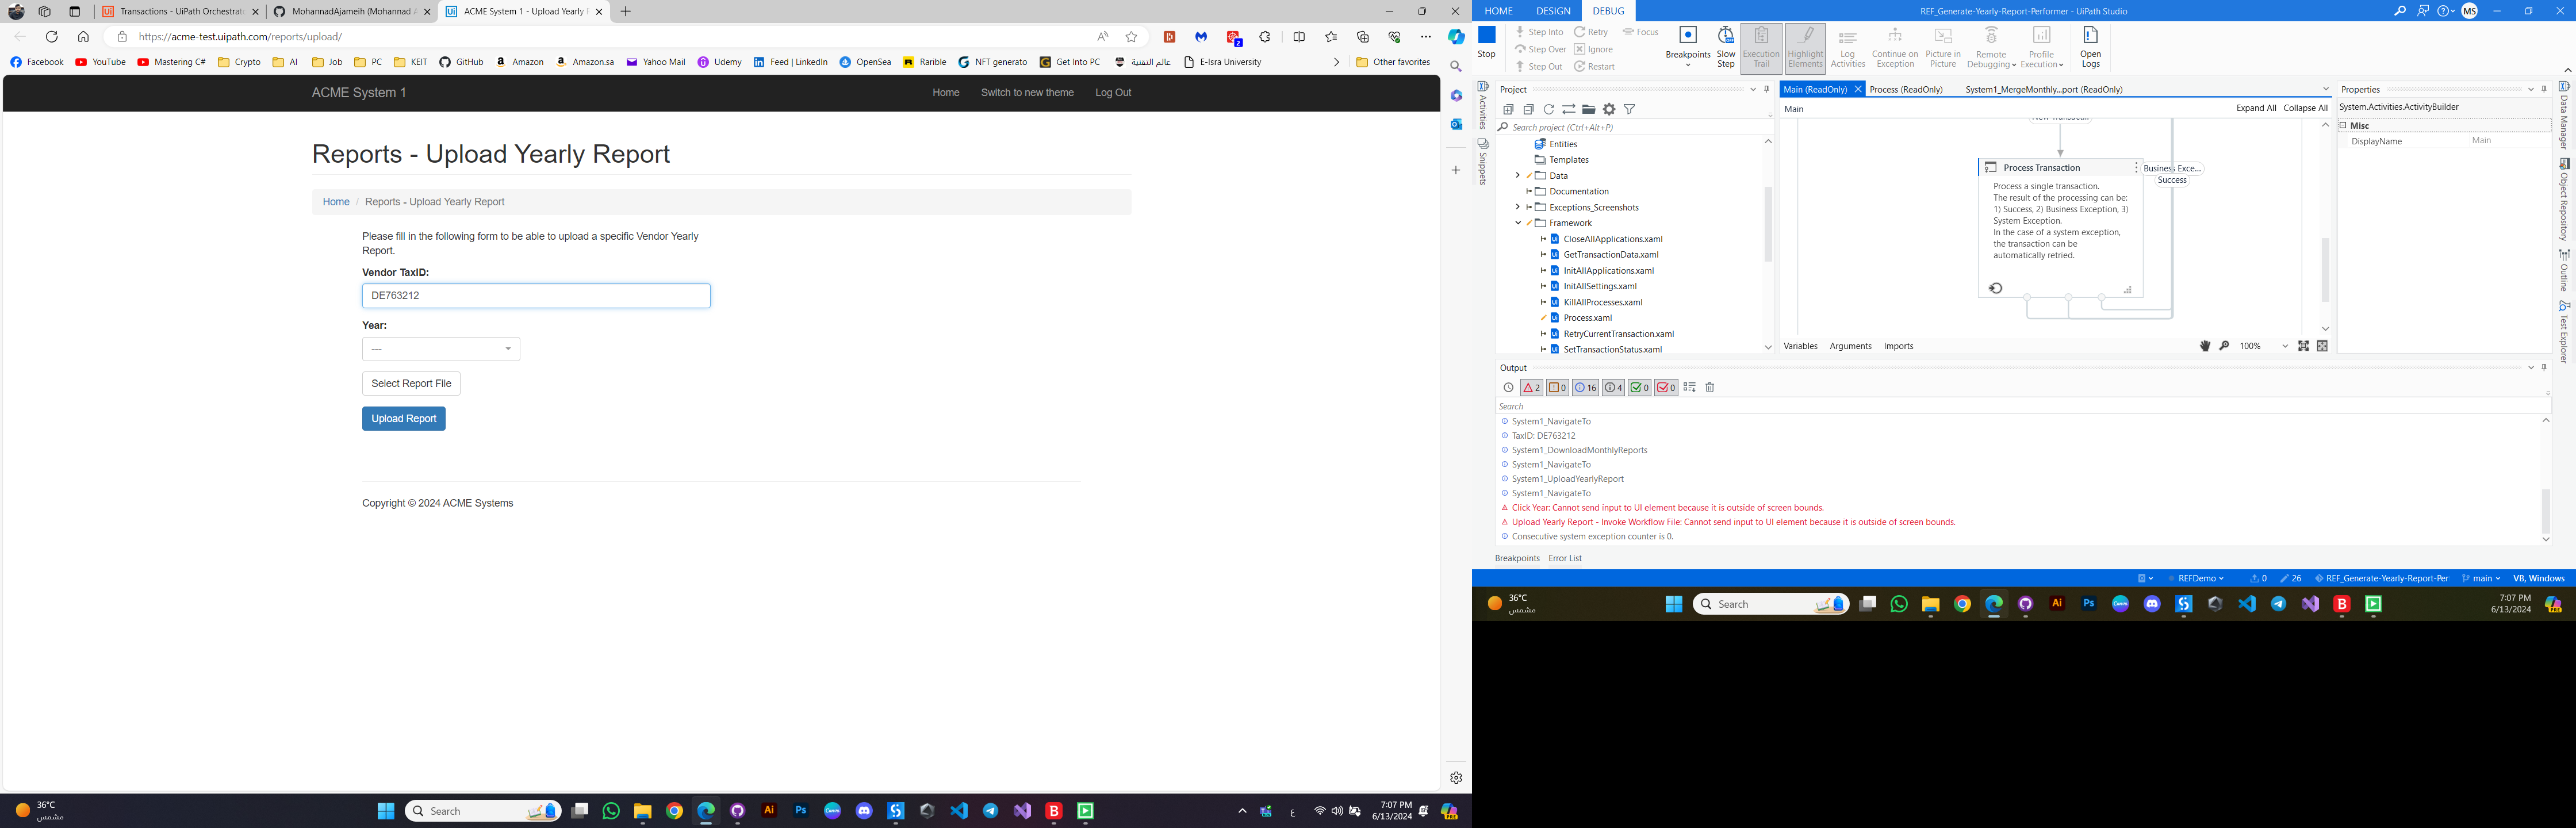 Transactions - UiPath Orchestrato
MohannadAjameih (Mohannad A
ACME System 1 - Upload Yearly R
https://acme-test.uipath.com/reports/upload/
2
Facebook
YouTube
Mastering C#
Crypto
AI
Job
PC
KEIT
GitHub
Amazon
Amazon.sa
Yahoo Mail
Udemy
Feed | LinkedIn
OpenSea
Rarible
NFT generato
Get Into PC
عالم التقنية
E-Isra University
Other favorites
ACME System 1
Home
Switch to new theme
Log Out
Reports - Upload Yearly Report
Home / Reports - Upload Yearly Report
Please fill in the following form to be able to upload a specific Vendor Yearly
Report.
Vendor TaxID:
DE763212
Year:
---
Select Report File
Upload Report
Copyright © 2024 ACME Systems
36°C
مشمس
Search
ع
7:07 PM
6/13/2024
HOME
DESIGN
DEBUG
REF_Generate-Yearly-Report-Performer - UiPath Studio
MS
Stop
Step Into
Step Over
Step Out
Retry
Ignore
Restart
Focus
Breakpoints
Slow
Step
Execution
Trail
Highlight
Elements
Log
Activities
Continue on
Exception
Picture in
Picture
Remote
Debugging
Profile
Execution
Open
Logs
Activities
Snippets
Project
Search project (Ctrl+Alt+P)
Entities
Templates
Data
Documentation
Exceptions_Screenshots
Framework
CloseAllApplications.xaml
GetTransactionData.xaml
InitAllApplications.xaml
InitAllSettings.xaml
KillAllProcesses.xaml
Process.xaml
RetryCurrentTransaction.xaml
SetTransactionStatus.xaml
Main (ReadOnly)
Process (ReadOnly)
System1_MergeMonthly...port (ReadOnly)
Main
Expand All
Collapse All
New Transact...
Process Transaction
Business Exce...
Success
Process a single transaction.
The result of the processing can be:
1) Success, 2) Business Exception, 3)
System Exception.
In the case of a system exception,
the transaction can be
automatically retried.
Variables
Arguments
Imports
100%
Properties
System.Activities.ActivityBuilder
Misc
DisplayName
Main
Data Manager
Object Repository
Outline
Test Explorer
Output
2
0
16
4
0
0
Search
System1_NavigateTo
TaxID: DE763212
System1_DownloadMonthlyReports
System1_NavigateTo
System1_UploadYearlyReport
System1_NavigateTo
Click Year: Cannot send input to UI element because it is outside of screen bounds.
Upload Yearly Report - Invoke Workflow File: Cannot send input to UI element because it is outside of screen bounds.
Consecutive system exception counter is 0.
Breakpoints
Error List
REFDemo
0
26
REF_Generate-Yearly-Report-Per
main
VB, Windows
36°C
مشمس
Search
7:07 PM
6/13/2024